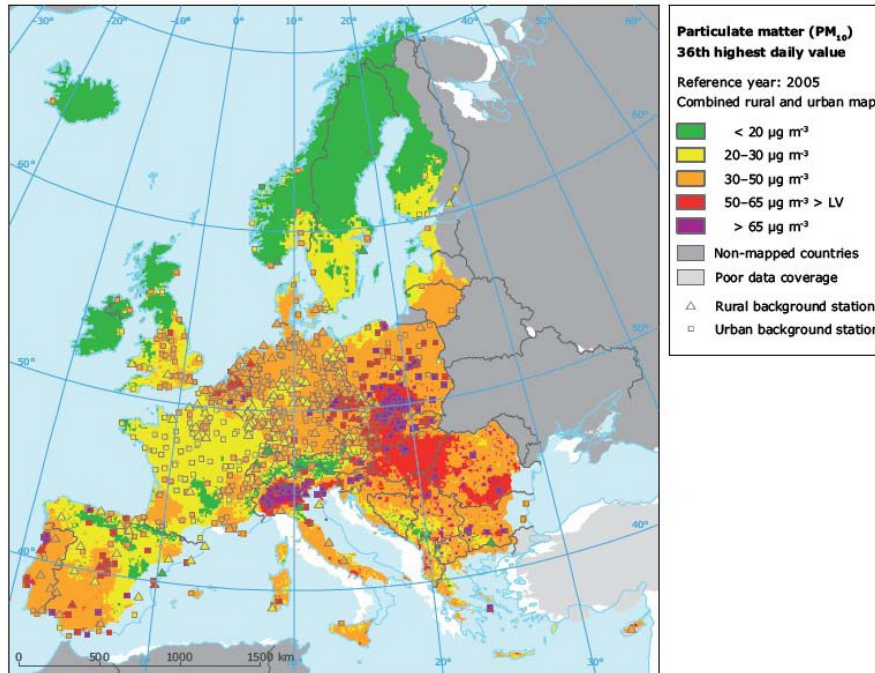 -30°
-20°
-10°
0°
10°
20°
30°
40°
50°
60°
60°
60°
50°
50°
40°
40°
0 500 1000 1500 km
0°
10°
20°
30°
Particulate matter (PM₁₀)
36th highest daily value
Reference year: 2005
Combined rural and urban map
< 20 µg m⁻³
20–30 µg m⁻³
30–50 µg m⁻³
50–65 µg m⁻³ > LV
> 65 µg m⁻³
Non-mapped countries
Poor data coverage
Rural background station
Urban background station